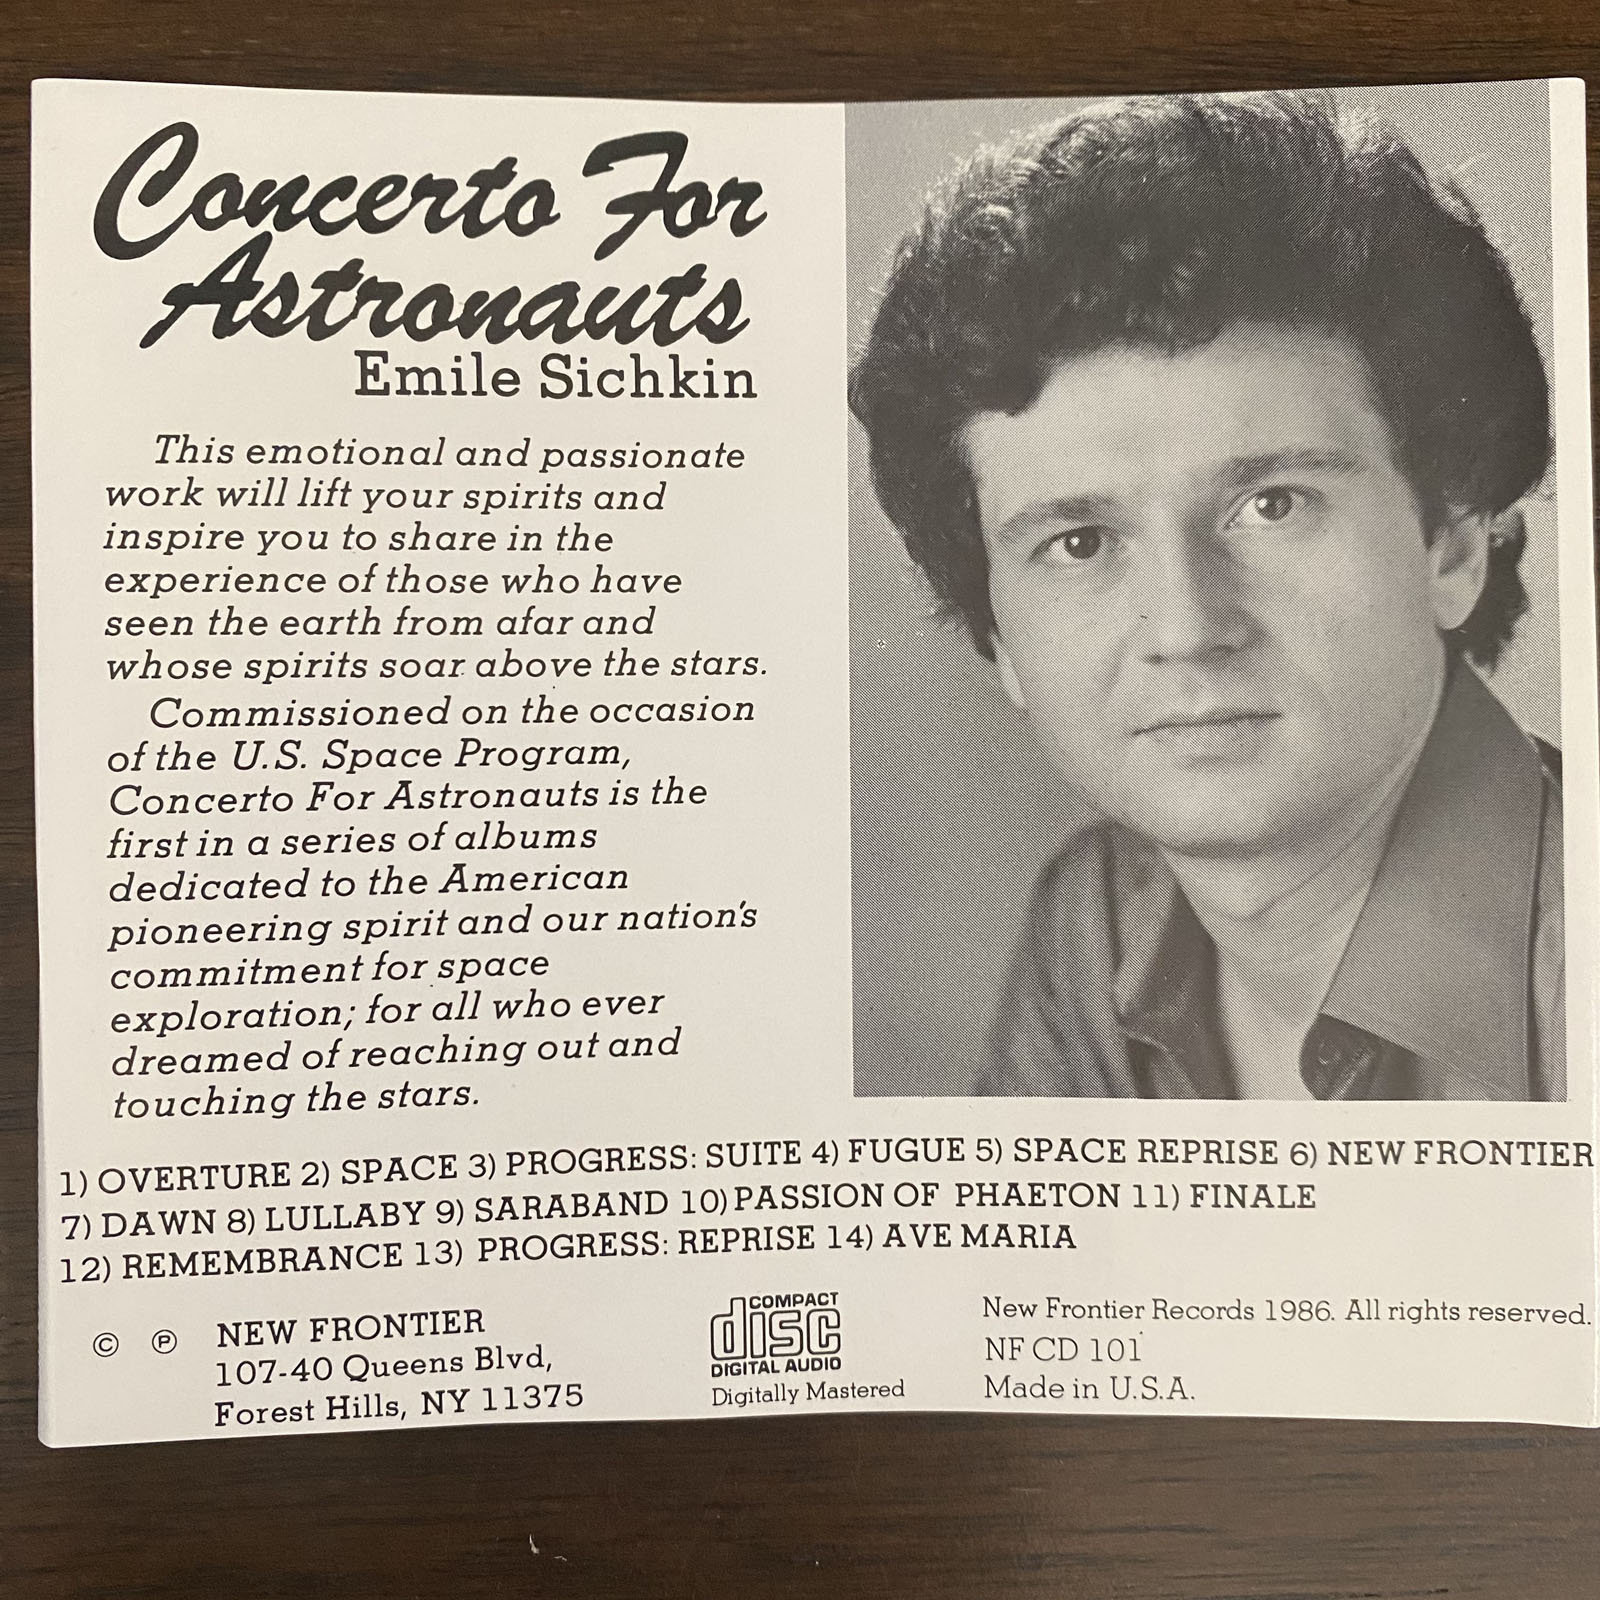 Concerto For
Astronauts
Emile Sichkin
This emotional and passionate
work will lift your spirits and
inspire you to share in the
experience of those who have
seen the earth from afar and
whose spirits soar above the stars.
Commissioned on the occasion
of the U.S. Space Program,
Concerto For Astronauts is the
first in a series of albums
dedicated to the American
pioneering spirit and our nation's
commitment for space
exploration; for all who ever
dreamed of reaching out and
touching the stars.
1) OVERTURE 2) SPACE 3) PROGRESS: SUITE 4) FUGUE 5) SPACE REPRISE 6) NEW FRONTIER
7) DAWN 8) LULLABY 9) SARABAND 10) PASSION OF PHAETON 11) FINALE
12) REMEMBRANCE 13) PROGRESS: REPRISE 14) AVE MARIA
© ℗ NEW FRONTIER
107-40 Queens Blvd,
Forest Hills, NY 11375
COMPACT
disc
DIGITAL AUDIO
Digitally Mastered
New Frontier Records 1986. All rights reserved.
NF CD 101
Made in U.S.A.